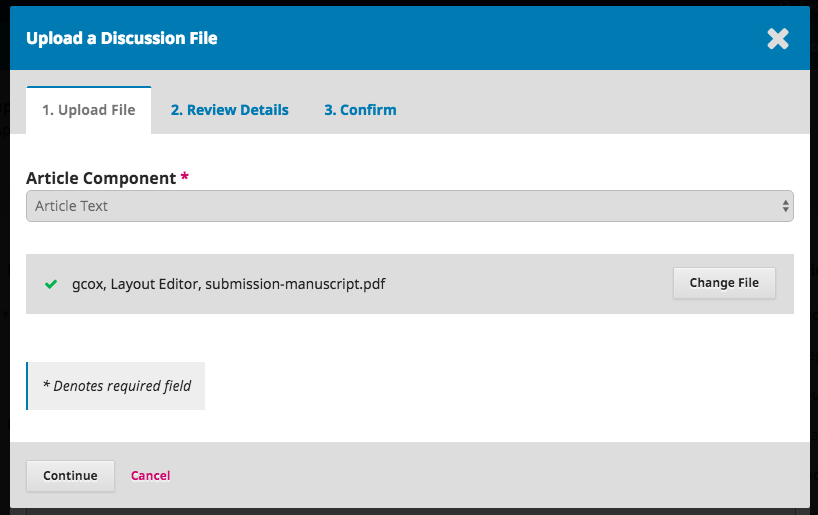 Upload a Discussion File
1. Upload File 2. Review Details 3. Confirm
Article Component *
Article Text
gcox, Layout Editor, submission-manuscript.pdf Change File
* Denotes required field
Continue Cancel